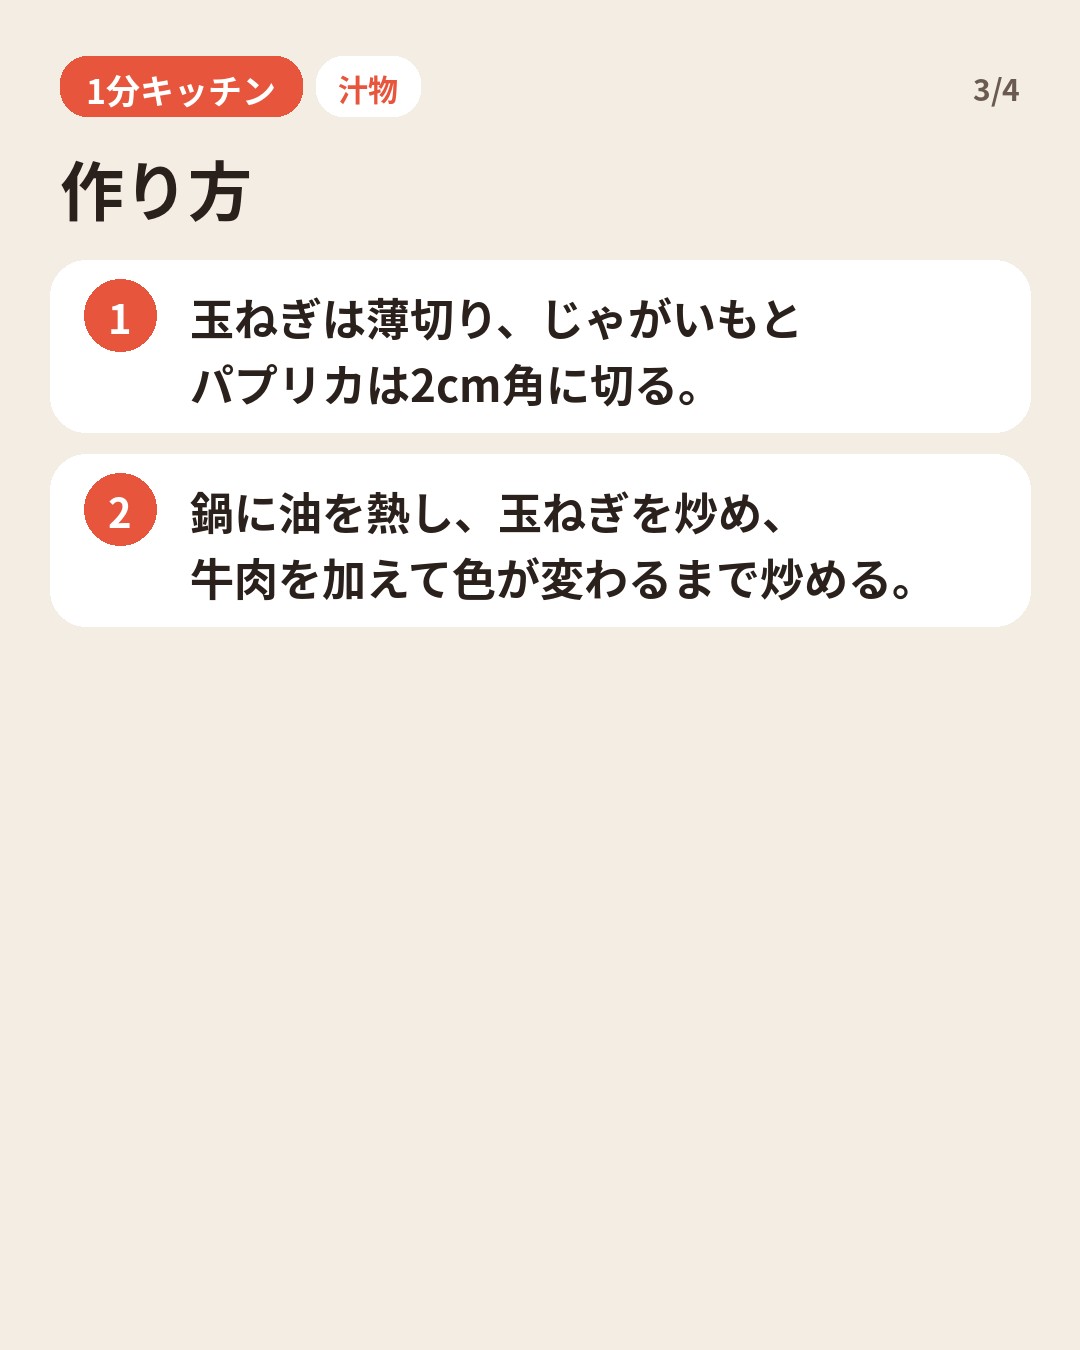 1分キッチン 汁物 3/4
作り方
1 玉ねぎは薄切り、じゃがいもと
パプリカは2cm角に切る。
2 鍋に油を熱し、玉ねぎを炒め、
牛肉を加えて色が変わるまで炒める。